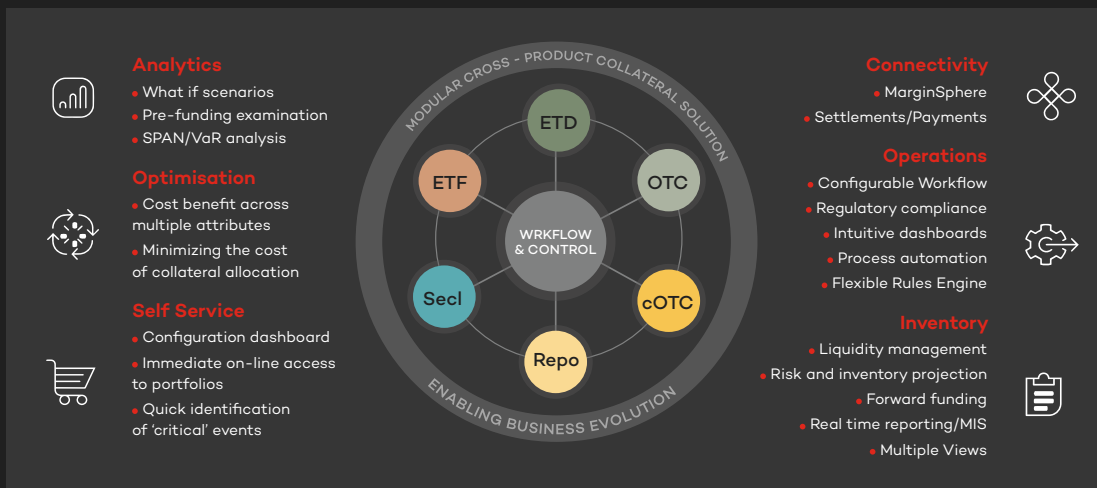 Analytics
• What if scenarios
• Pre-funding examination
• SPAN/VaR analysis
Optimisation
• Cost benefit across
multiple attributes
• Minimizing the cost
of collateral allocation
Self Service
• Configuration dashboard
• Immediate on-line access
to portfolios
• Quick identification
of ‘critical’ events
MODULAR CROSS - PRODUCT COLLATERAL SOLUTION
ETD
ETF
OTC
WRKFLOW
& CONTROL
Secl
cOTC
Repo
ENABLING BUSINESS EVOLUTION
Connectivity
• MarginSphere
• Settlements/Payments
Operations
• Configurable Workflow
• Regulatory compliance
• Intuitive dashboards
• Process automation
• Flexible Rules Engine
Inventory
• Liquidity management
• Risk and inventory projection
• Forward funding
• Real time reporting/MIS
• Multiple Views